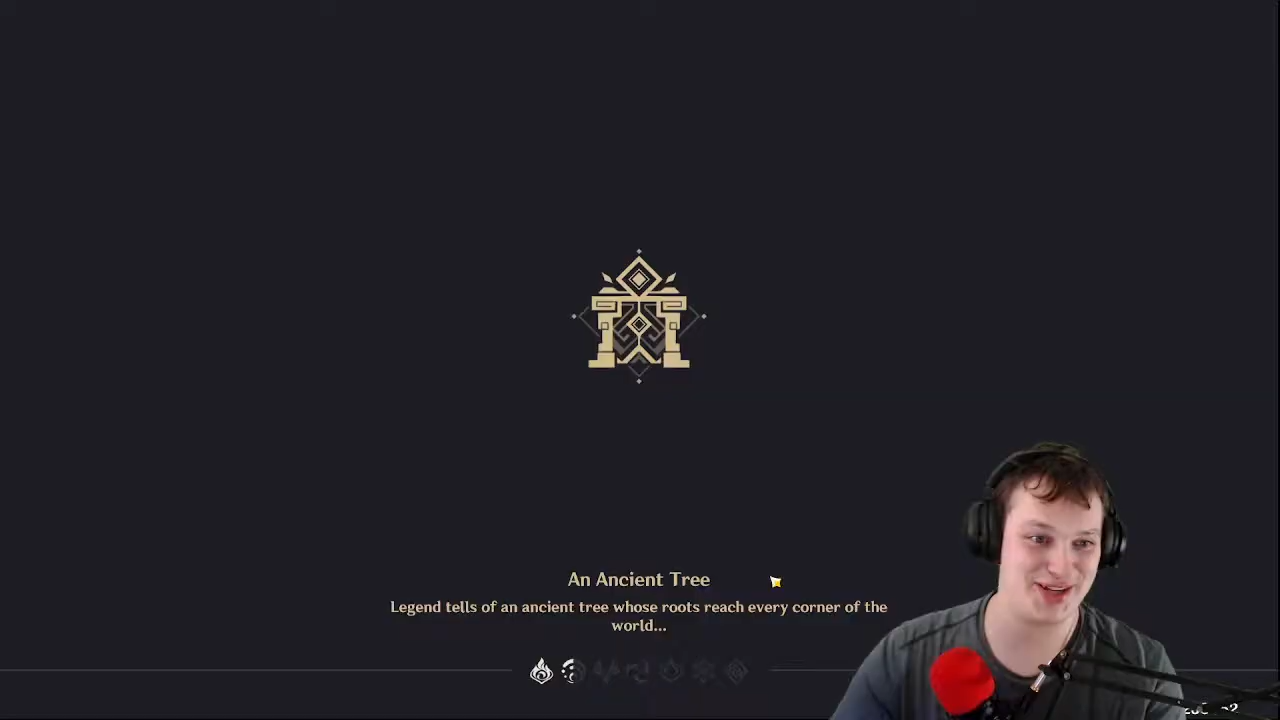 An Ancient Tree
Legend tells of an ancient tree whose roots reach every corner of the
world...